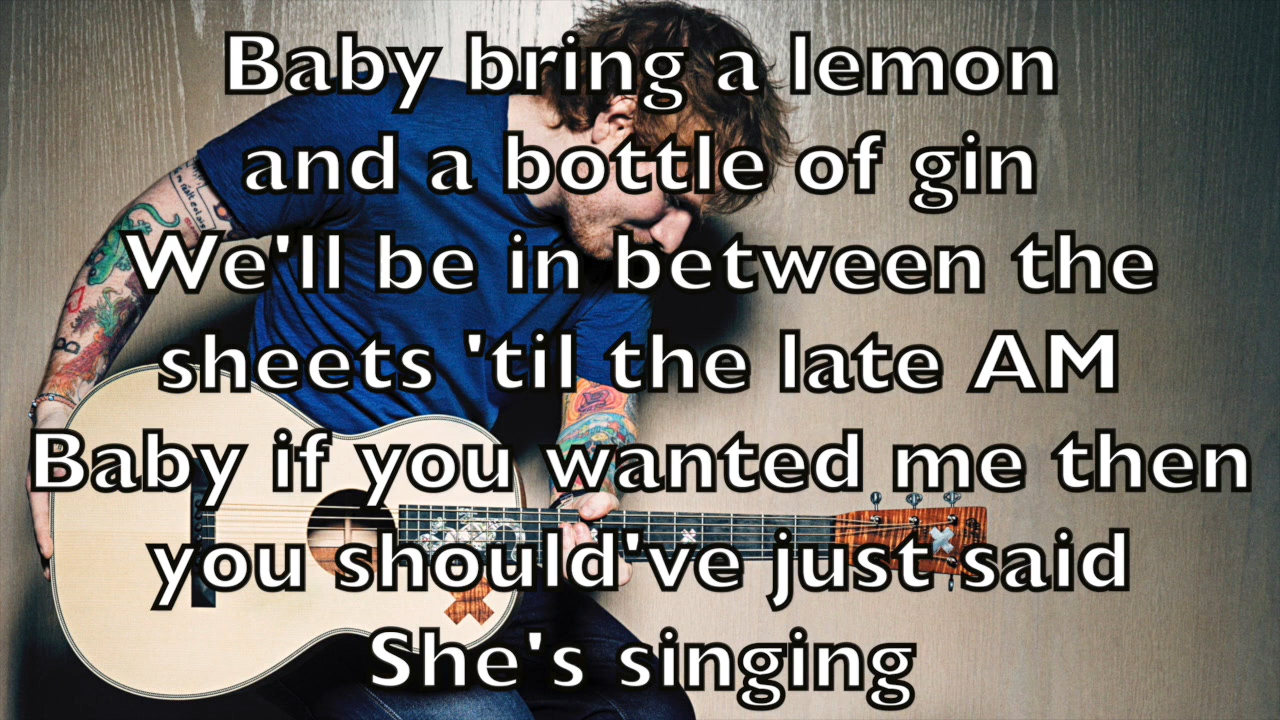 Baby bring a lemon
and a bottle of gin
We'll be in between the
sheets 'til the late AM
Baby if you wanted me then
you should've just said
She's singing